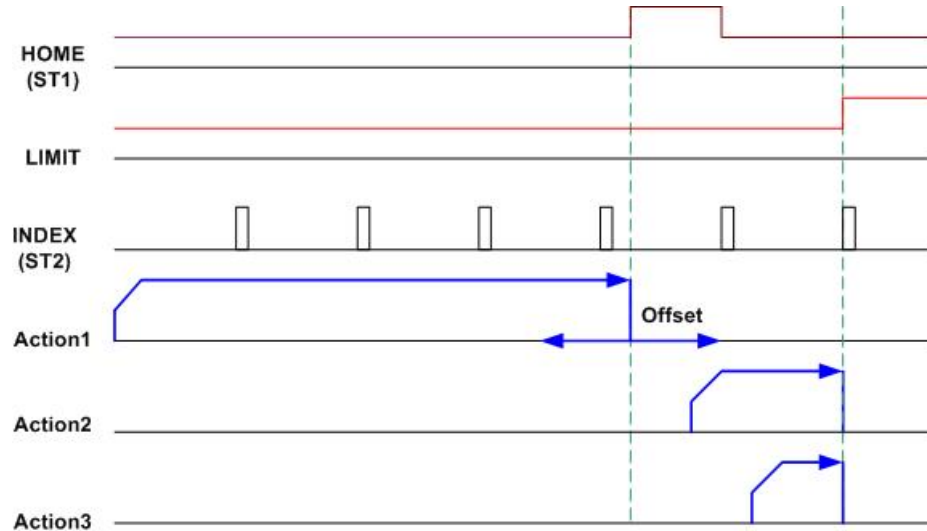 HOME
(ST1)
LIMIT
INDEX
(ST2)
Offset
Action1
Action2
Action3